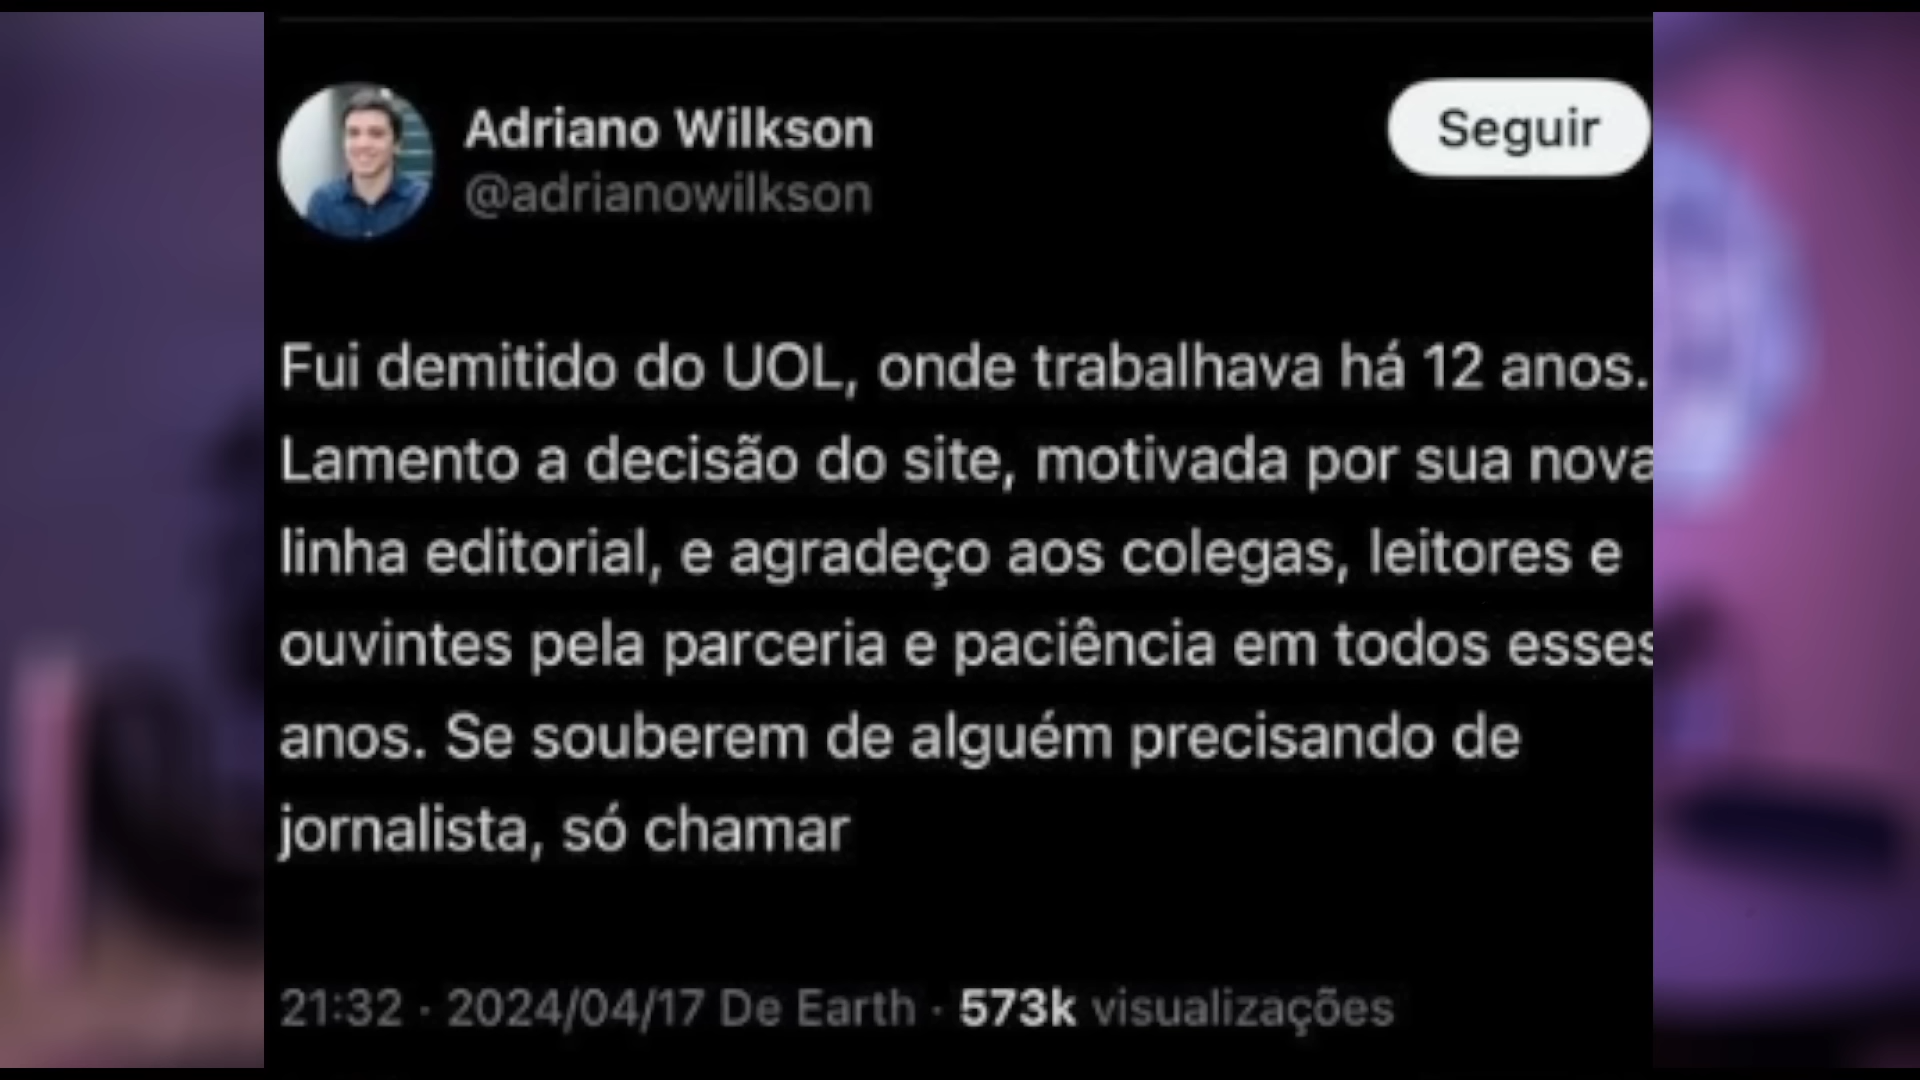 Adriano Wilkson
Seguir
@adrianowilkson
Fui demitido do UOL, onde trabalhava há 12 anos.
Lamento a decisão do site, motivada por sua nova
linha editorial, e agradeço aos colegas, leitores e
ouvintes pela parceria e paciência em todos esses
anos. Se souberem de alguém precisando de
jornalista, só chamar
21:32 · 2024/04/17 De Earth · 573k visualizações